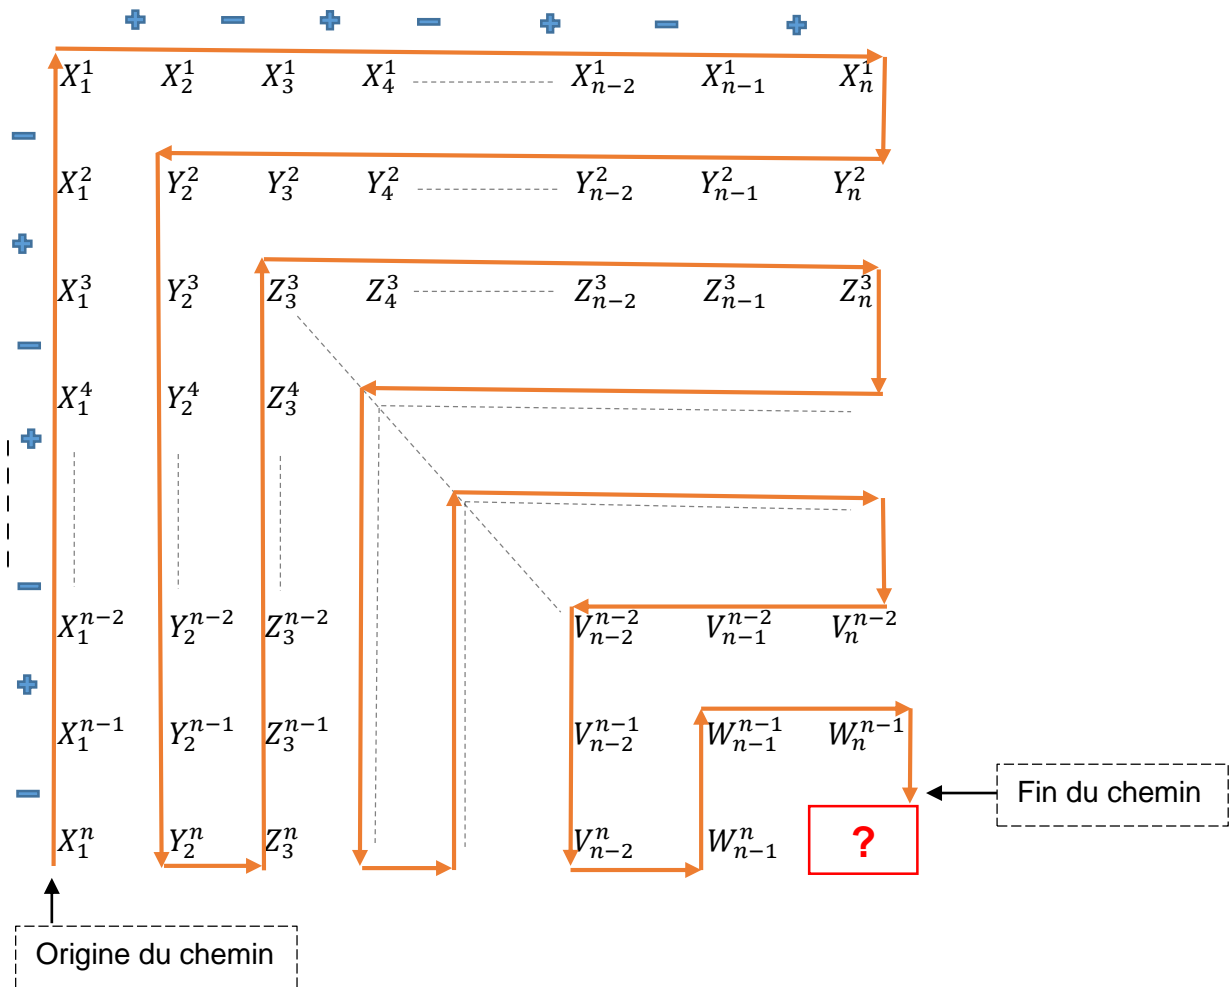 + − + − + − +
X_1^1 X_2^1 X_3^1 X_4^1 X_{n-2}^1 X_{n-1}^1 X_n^1
−
X_1^2 Y_2^2 Y_3^2 Y_4^2 Y_{n-2}^2 Y_{n-1}^2 Y_n^2
+
X_1^3 Y_2^3 Z_3^3 Z_4^3 Z_{n-2}^3 Z_{n-1}^3 Z_n^3
−
X_1^4 Y_2^4 Z_3^4
+
−
X_1^{n-2} Y_2^{n-2} Z_3^{n-2} V_{n-2}^{n-2} V_{n-1}^{n-2} V_n^{n-2}
+
X_1^{n-1} Y_2^{n-1} Z_3^{n-1} V_{n-2}^{n-1} W_{n-1}^{n-1} W_n^{n-1}
−
Fin du chemin
X_1^n Y_2^n Z_3^n V_{n-2}^n W_{n-1}^n ?
Origine du chemin